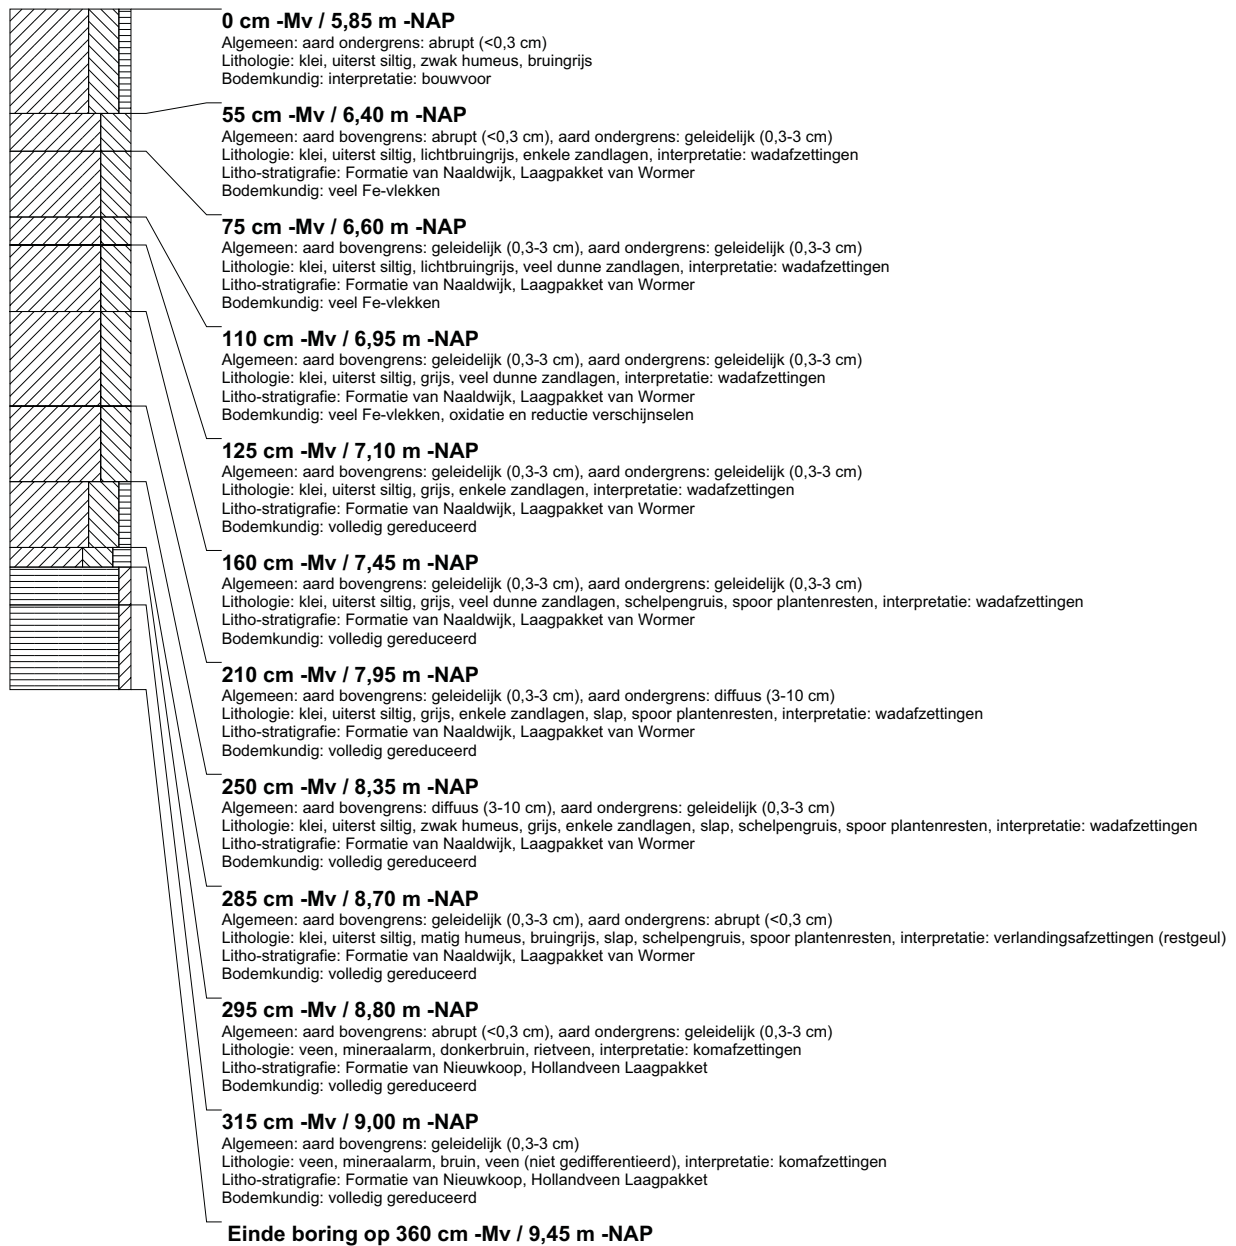 0 cm -Mv / 5,85 m -NAP
Algemeen: aard ondergrens: abrupt (<0,3 cm)
Lithologie: klei, uiterst siltig, zwak humeus, bruingrijs
Bodemkundig: interpretatie: bouwvoor
55 cm -Mv / 6,40 m -NAP
Algemeen: aard bovengrens: abrupt (<0,3 cm), aard ondergrens: geleidelijk (0,3-3 cm)
Lithologie: klei, uiterst siltig, lichtbruingrijs, enkele zandlagen, interpretatie: wadafzettingen
Litho-stratigrafie: Formatie van Naaldwijk, Laagpakket van Wormer
Bodemkundig: veel Fe-vlekken
75 cm -Mv / 6,60 m -NAP
Algemeen: aard bovengrens: geleidelijk (0,3-3 cm), aard ondergrens: geleidelijk (0,3-3 cm)
Lithologie: klei, uiterst siltig, lichtbruingrijs, veel dunne zandlagen, interpretatie: wadafzettingen
Litho-stratigrafie: Formatie van Naaldwijk, Laagpakket van Wormer
Bodemkundig: veel Fe-vlekken
110 cm -Mv / 6,95 m -NAP
Algemeen: aard bovengrens: geleidelijk (0,3-3 cm), aard ondergrens: geleidelijk (0,3-3 cm)
Lithologie: klei, uiterst siltig, grijs, veel dunne zandlagen, interpretatie: wadafzettingen
Litho-stratigrafie: Formatie van Naaldwijk, Laagpakket van Wormer
Bodemkundig: veel Fe-vlekken, oxidatie en reductie verschijnselen
125 cm -Mv / 7,10 m -NAP
Algemeen: aard bovengrens: geleidelijk (0,3-3 cm), aard ondergrens: geleidelijk (0,3-3 cm)
Lithologie: klei, uiterst siltig, grijs, enkele zandlagen, interpretatie: wadafzettingen
Litho-stratigrafie: Formatie van Naaldwijk, Laagpakket van Wormer
Bodemkundig: volledig gereduceerd
160 cm -Mv / 7,45 m -NAP
Algemeen: aard bovengrens: geleidelijk (0,3-3 cm), aard ondergrens: geleidelijk (0,3-3 cm)
Lithologie: klei, uiterst siltig, grijs, veel dunne zandlagen, schelpengruis, spoor plantenresten, interpretatie: wadafzettingen
Litho-stratigrafie: Formatie van Naaldwijk, Laagpakket van Wormer
Bodemkundig: volledig gereduceerd
210 cm -Mv / 7,95 m -NAP
Algemeen: aard bovengrens: geleidelijk (0,3-3 cm), aard ondergrens: diffuus (3-10 cm)
Lithologie: klei, uiterst siltig, grijs, enkele zandlagen, slap, spoor plantenresten, interpretatie: wadafzettingen
Litho-stratigrafie: Formatie van Naaldwijk, Laagpakket van Wormer
Bodemkundig: volledig gereduceerd
250 cm -Mv / 8,35 m -NAP
Algemeen: aard bovengrens: diffuus (3-10 cm), aard ondergrens: geleidelijk (0,3-3 cm)
Lithologie: klei, uiterst siltig, zwak humeus, grijs, enkele zandlagen, slap, schelpengruis, spoor plantenresten, interpretatie: wadafzettingen
Litho-stratigrafie: Formatie van Naaldwijk, Laagpakket van Wormer
Bodemkundig: volledig gereduceerd
285 cm -Mv / 8,70 m -NAP
Algemeen: aard bovengrens: geleidelijk (0,3-3 cm), aard ondergrens: abrupt (<0,3 cm)
Lithologie: klei, uiterst siltig, matig humeus, bruingrijs, slap, schelpengruis, spoor plantenresten, interpretatie: verlandingsafzettingen (restgeul)
Litho-stratigrafie: Formatie van Naaldwijk, Laagpakket van Wormer
Bodemkundig: volledig gereduceerd
295 cm -Mv / 8,80 m -NAP
Algemeen: aard bovengrens: abrupt (<0,3 cm), aard ondergrens: geleidelijk (0,3-3 cm)
Lithologie: veen, mineraalarm, donkerbruin, rietveen, interpretatie: komafzettingen
Litho-stratigrafie: Formatie van Nieuwkoop, Hollandveen Laagpakket
Bodemkundig: volledig gereduceerd
315 cm -Mv / 9,00 m -NAP
Algemeen: aard bovengrens: geleidelijk (0,3-3 cm)
Lithologie: veen, mineraalarm, bruin, veen (niet gedifferentieerd), interpretatie: komafzettingen
Litho-stratigrafie: Formatie van Nieuwkoop, Hollandveen Laagpakket
Bodemkundig: volledig gereduceerd
Einde boring op 360 cm -Mv / 9,45 m -NAP